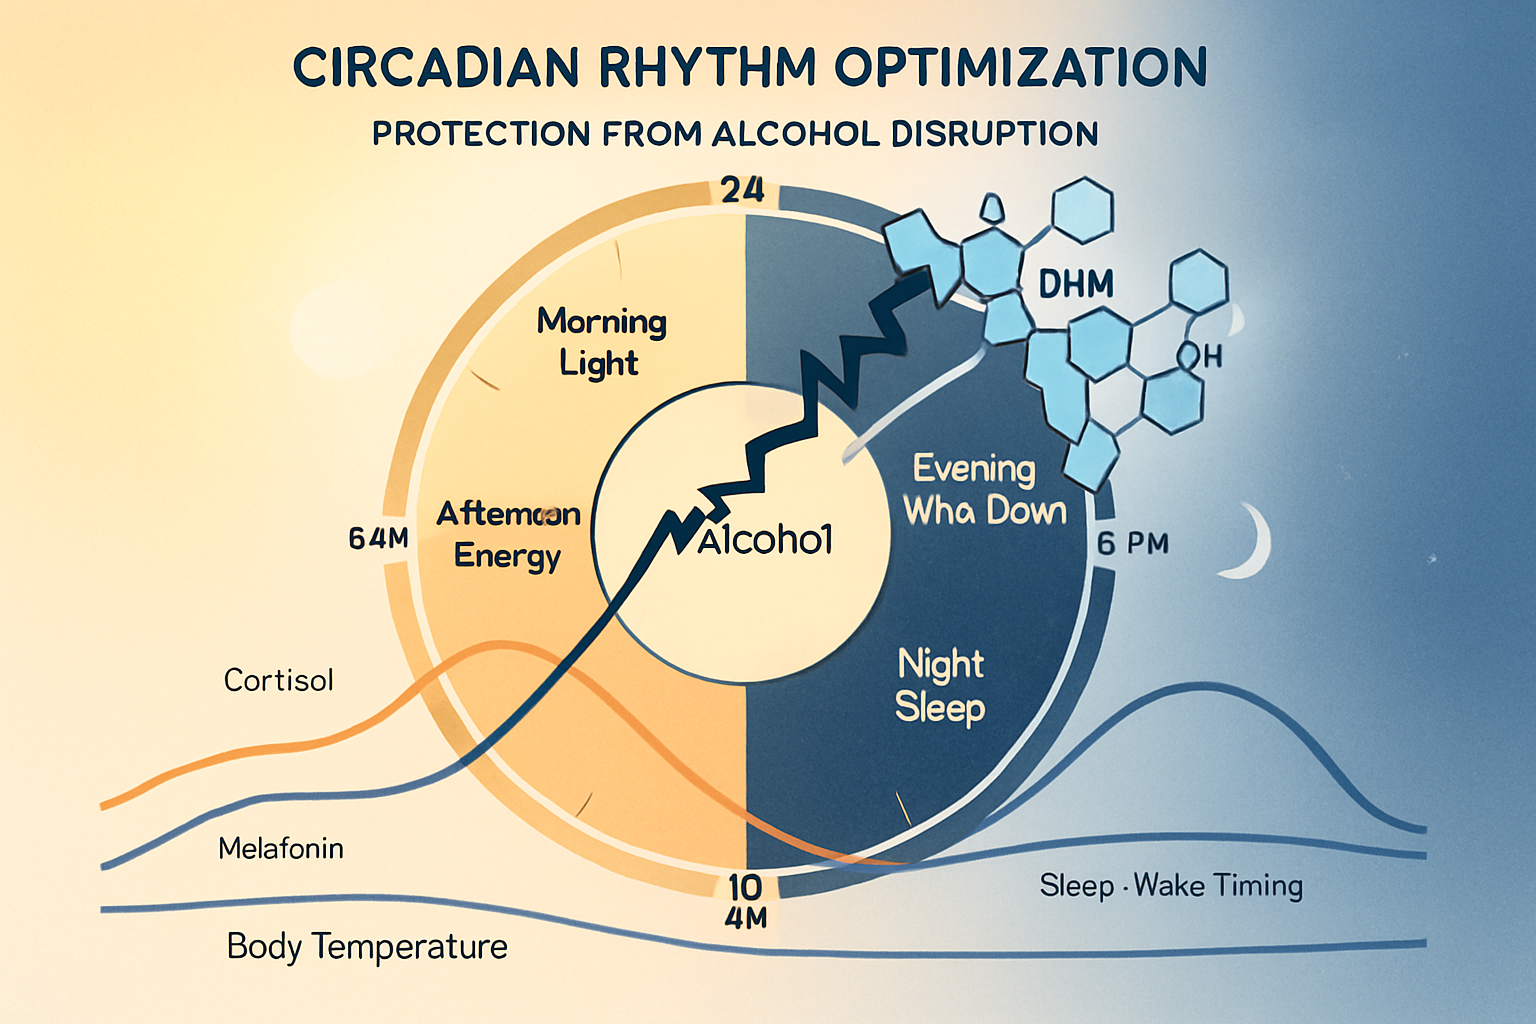 CIRCADIAN RHYTHM OPTIMIZATION
PROTECTION FROM ALCOHOL DISRUPTION
24
DHM
OH
Morning
Light
Evening
Wha Down
Aftemoon
Energy
Alcohol
64M
6 PM
Night
Sleep
Cortisol
Melafonin
10
4M
Sleep · Wake Timing
Body Temperature